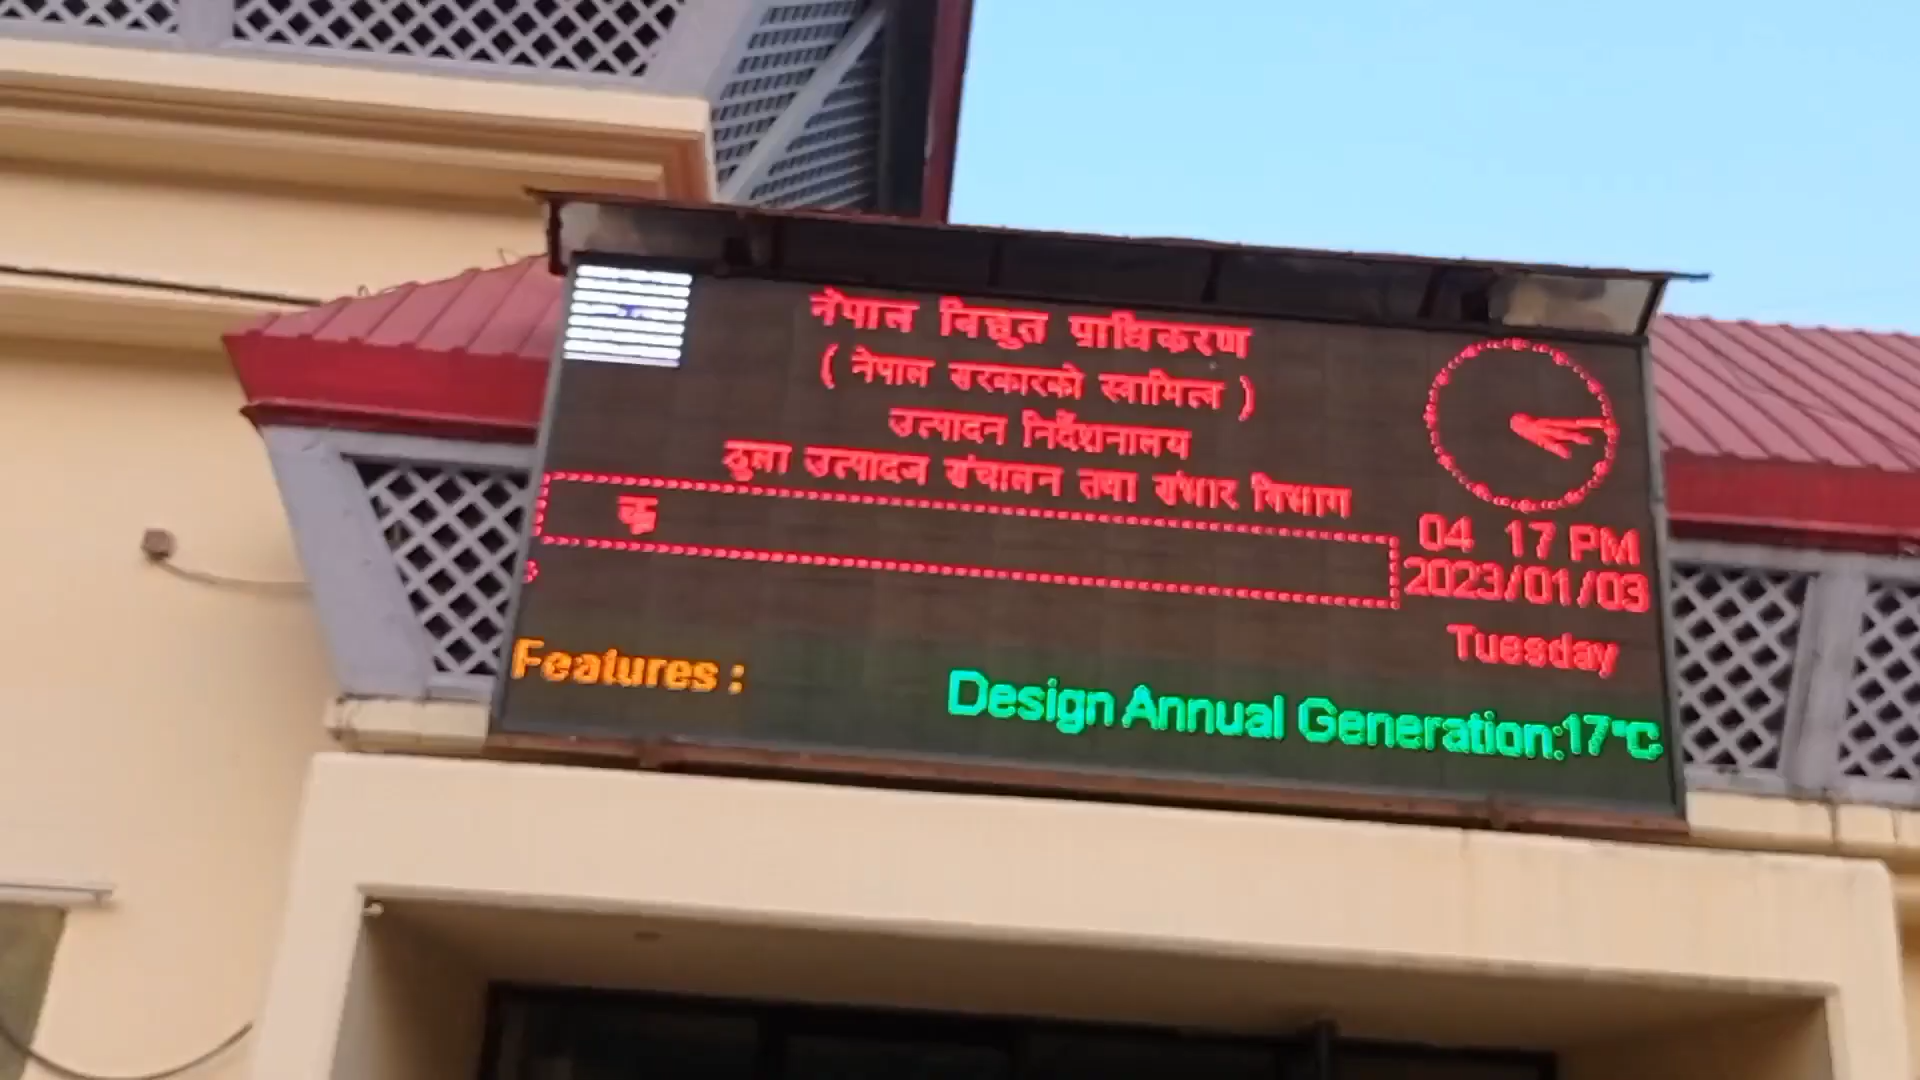 नेपाल विद्युत प्राधिकरण
( नेपाल सरकारको स्वामित्व )
उत्पादन निर्देशनालय
ठुला उत्पादन संचालन तथा संभार विभाग
04 17 PM
2023/01/03
Tuesday
Features :
Design Annual Generation:17°C